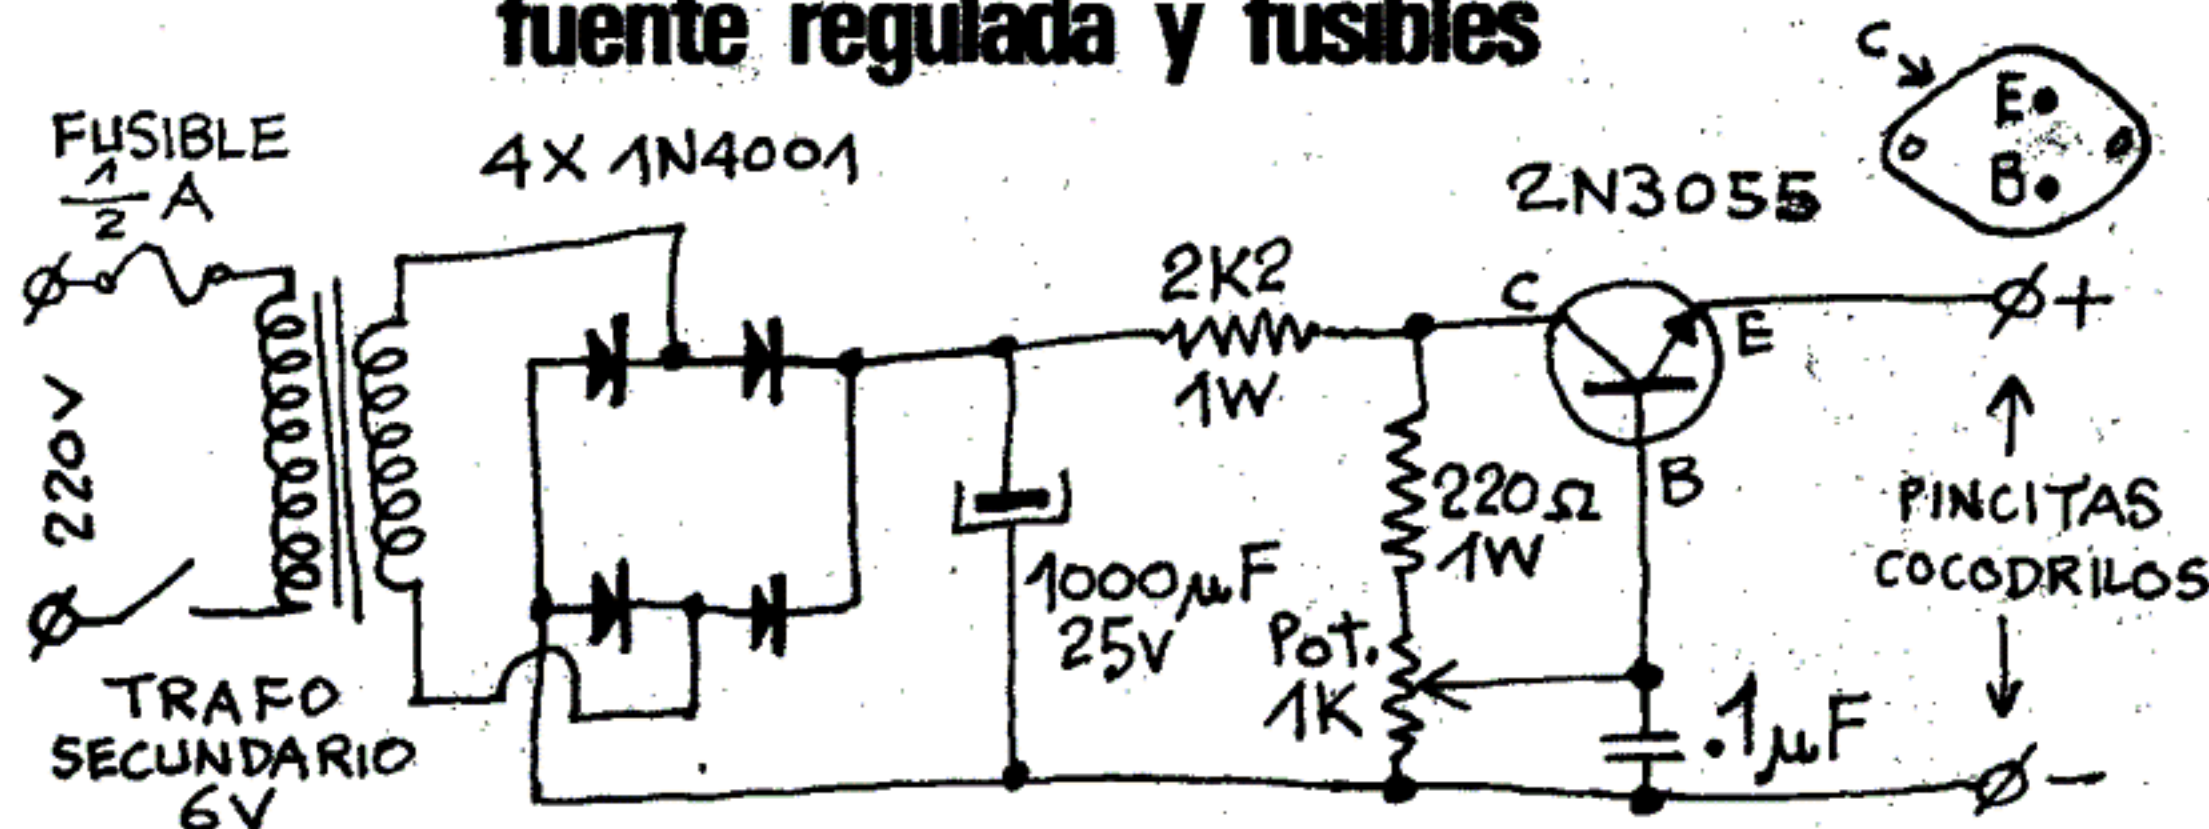 fuente regulada y fusibles
FUSIBLE
1/2 A
4X 1N4001
2N3055
C
E
B
220V
2K2
1W
C
E
B
220Ω
1W
1000µF
25V
Pot.
1K
.1µF
+
PINCITAS
COCODRILOS
-
TRAFO
SECUNDARIO
6V